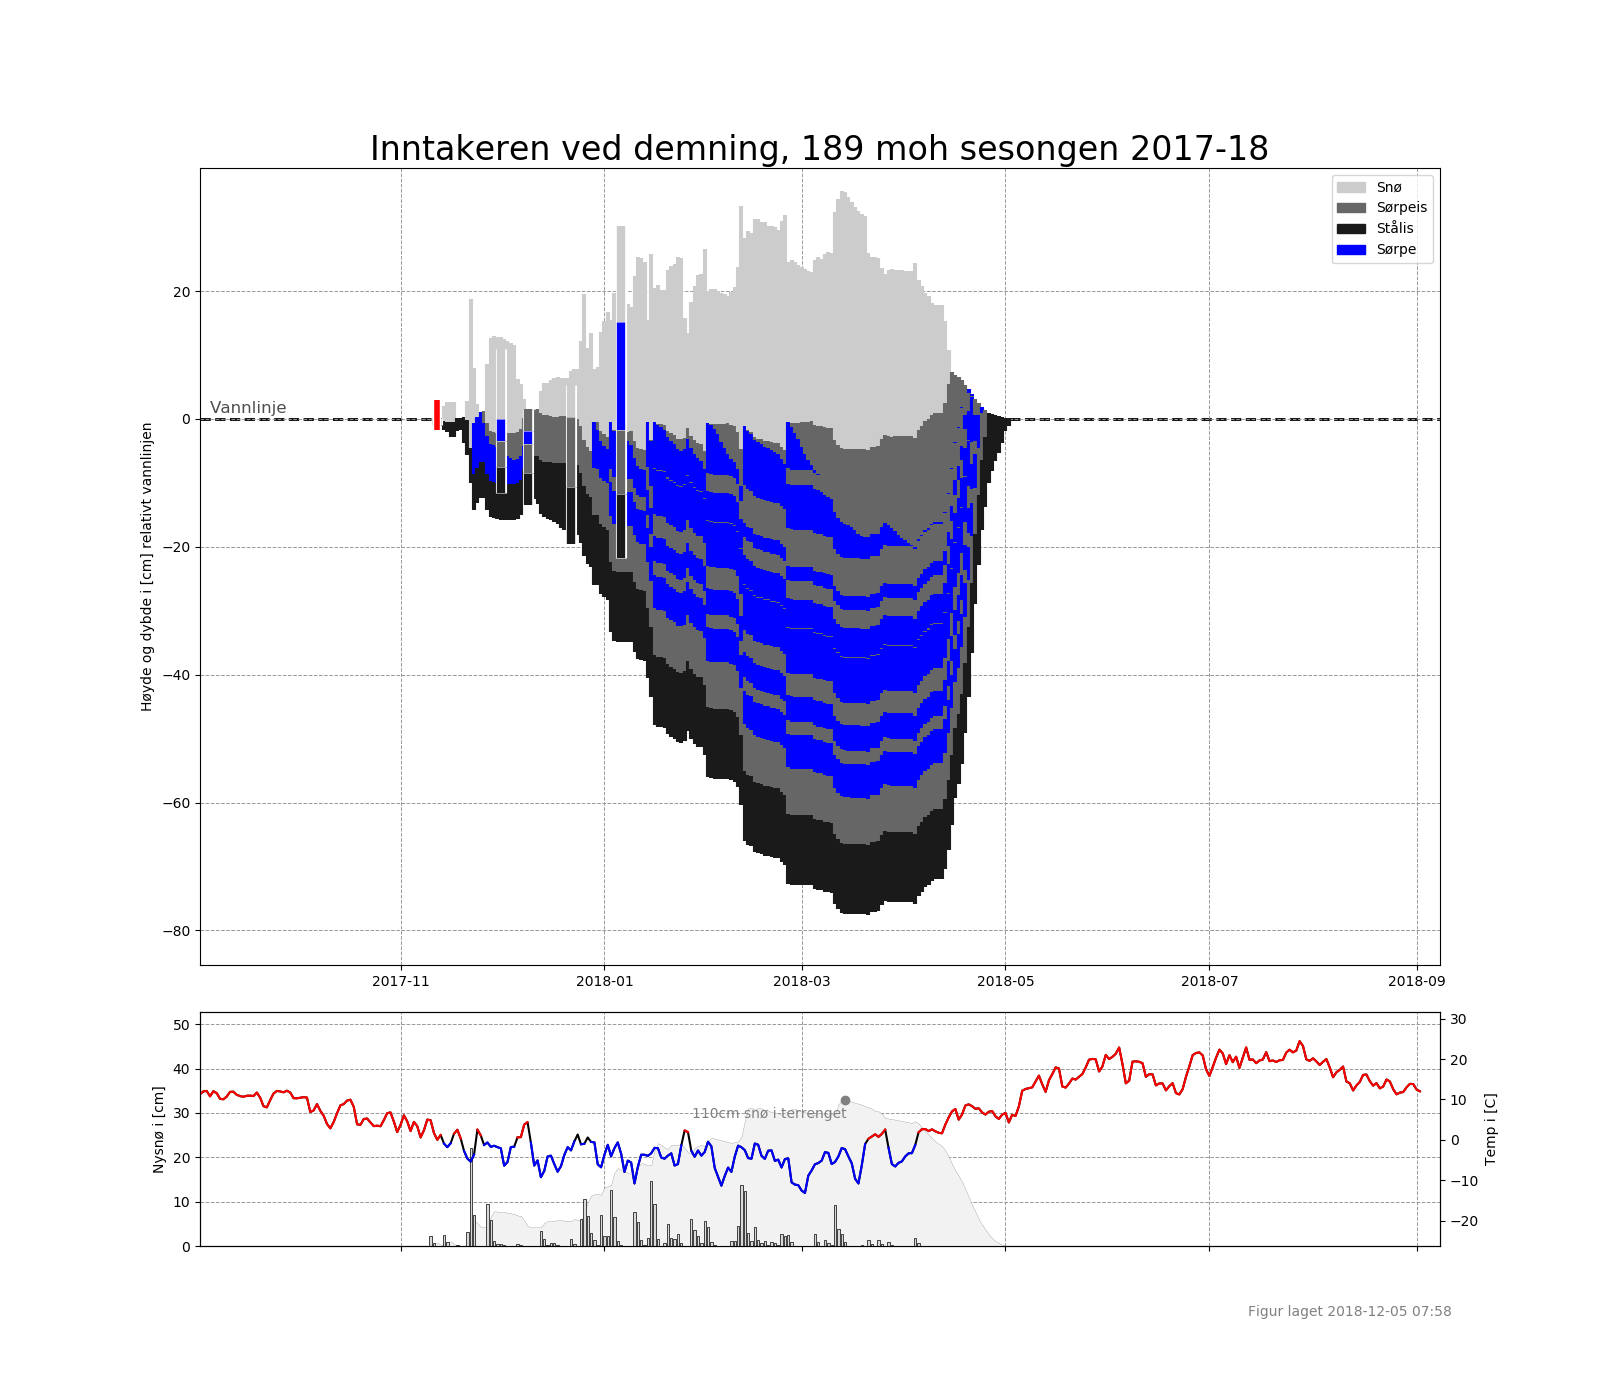 Inntakeren ved demning, 189 moh sesongen 2017-18
Snø
Sørpeis
Stålis
Sørpe
Vannlinje
Høyde og dybde i [cm] relativt vannlinjen
20
0
−20
−40
−60
−80
2017-11
2018-01
2018-03
2018-05
2018-07
2018-09
Nysnø i [cm]
50
40
30
20
10
0
110cm snø i terrenget
30
20
10
0
−10
−20
Temp i [C]
Figur laget 2018-12-05 07:58